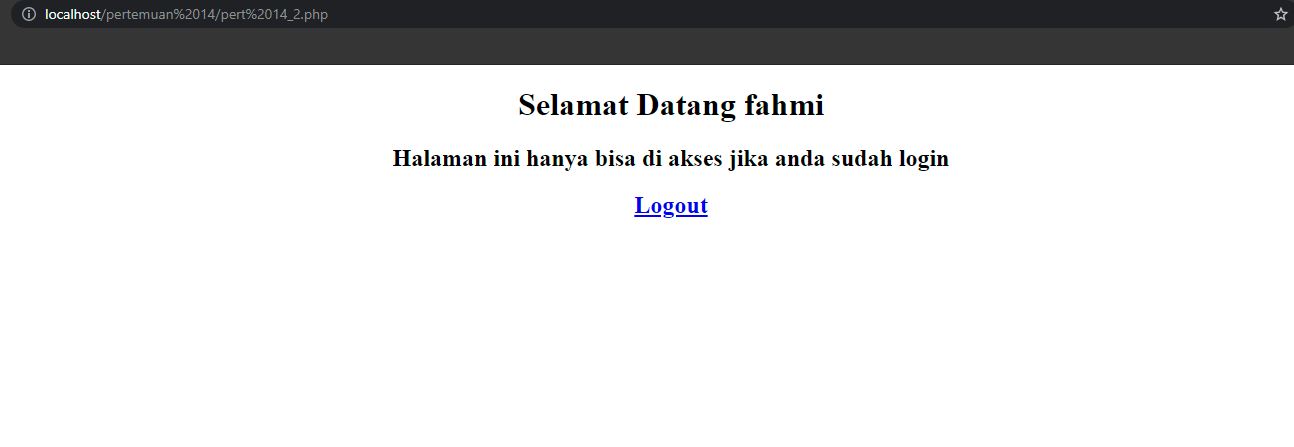 localhost/pertemuan%2014/pert%2014_2.php
Selamat Datang fahmi
Halaman ini hanya bisa di akses jika anda sudah login
Logout